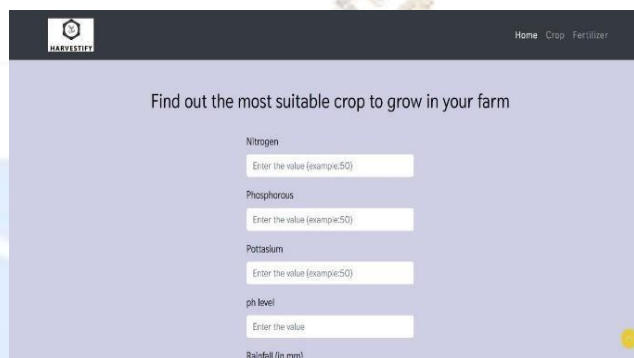 HARVESTIFY
Home Crop Fertilizer
Find out the most suitable crop to grow in your farm
Nitrogen
Enter the value (example:50)
Phosphorous
Enter the value (example:50)
Pottasium
Enter the value (example:50)
ph level
Enter the value
Rainfall (in mm)